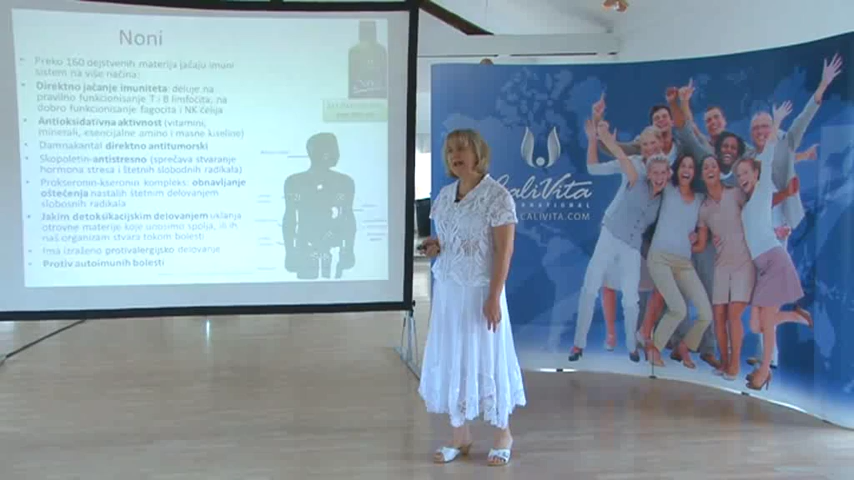 Noni
Preko 160 dejstvenih materija jačaju imuni
sistem na više načina:
Direktno jačanje imuniteta: deluje na
pravilno funkcionisanje T i B limfocita, na
dobro funkcionisanje fagocita i NK ćelija
Antioksidativna aktivnost (vitamini,
minerali, esencijalne amino i masne kiseline)
Damnakantal direktno antitumorski
Skopoletin-antistresno (sprečava stvaranje
hormona stresa i štetnih slobodnih radikala)
Prokseronin-kseronin kompleks: obnavljanje
oštećenja nastalih štetnim delovanjem
slobodnih radikala
Jakim detoksikacijskim delovanjem uklanja
otrovne materije koje unosimo spolja, ili ih
naš organizam stvara tokom bolesti
Ima istraženo protivalergijsko delovanje
Protiv autoimunih bolesti
CaliVita
INTERNATIONAL
CALIVITA.COM